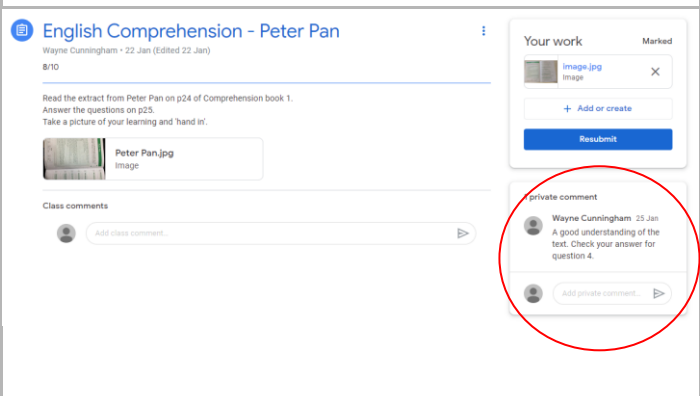 English Comprehension - Peter Pan
Wayne Cunningham • 22 Jan (Edited 22 Jan)
8/10
Read the extract from Peter Pan on p24 of Comprehension book 1.
Answer the questions on p25.
Take a picture of your learning and 'hand in'.
Peter Pan.jpg
Image
Class comments
Add class comment...
Your work
Marked
image.jpg
Image
+ Add or create
Resubmit
private comment
Wayne Cunningham 25 Jan
A good understanding of the
text. Check your answer for
question 4.
Add private comment...